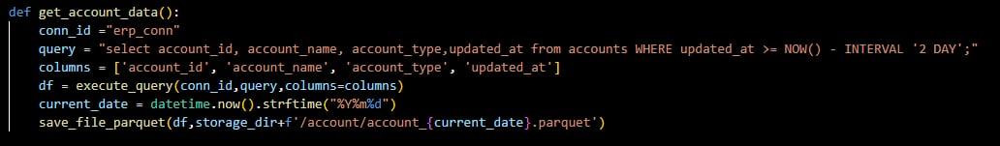 def get_account_data():
    conn_id ="erp_conn"
    query = "select account_id, account_name, account_type,updated_at from accounts WHERE updated_at >= NOW() - INTERVAL '2 DAY';"
    columns = ['account_id', 'account_name', 'account_type', 'updated_at']
    df = execute_query(conn_id,query,columns=columns)
    current_date = datetime.now().strftime("%Y%m%d")
    save_file_parquet(df,storage_dir+f'/account/account_{current_date}.parquet')